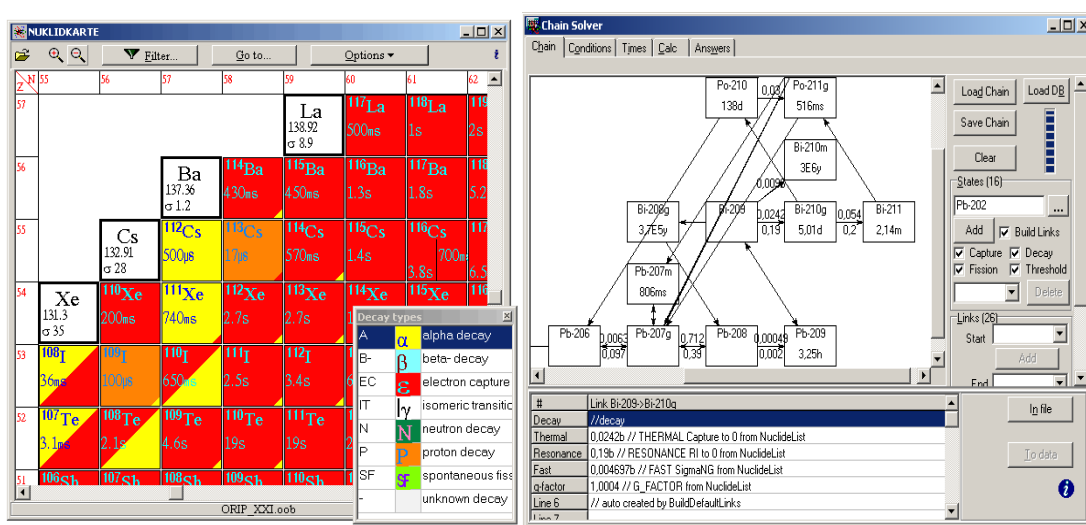 NUKLIDKARTE
Filter... Go to... Options
N 55 56 57 58 59 60 61 62
Z
57 La 138.92 σ 8.9 117La 500ms 118La 1s 119 2s
56 Ba 137.36 σ 1.2 114Ba 430ms 115Ba 450ms 116Ba 1.3s 117Ba 1.8s 118 5.2
55 Cs 132.91 σ 28 112Cs 500µs 113Cs 17µs 114Cs 570ms 115Cs 1.4s 116Cs 3.8s 700m 117 6.5
54 Xe 131.3 σ 35 110Xe 200ms 111Xe 740ms 112Xe 2.7s 113Xe 2.7s 114Xe 115Xe 116
53 108I 36ms 109I 100µs 110I 650ms 111I 2.5s 112I 3.4s
52 107Te 3.1ms 108Te 2.1s 109Te 4.6s 110Te 19s 111Te 19s
51 106Sb 107Sb 108Sb 109Sb 110Sb
ORIP_XXI.oob
Decay types
A α alpha decay
B- β beta- decay
EC ε electron capture
IT Iγ isomeric transitic
N N neutron decay
P P proton decay
SF SF spontaneous fiss
- unknown decay
Chain Solver
Chain Conditions Times Calc Answers
Po-210 138d 0,03 Po-211g 516ms
Bi-210m 3E6y
0,0096
Bi-208g 3,7E5y Bi-209 0,0242 0,19 Bi-210g 5,01d 0,054 0,2 Bi-211 2,14m
Pb-207m 806ms
Pb-206 0,0063 0,097 Pb-207g 0,712 0,39 Pb-208 0,00049 0,002 Pb-209 3,25h
Load Chain Load DB
Save Chain
Clear
States (16)
Pb-202 ...
Add Build Links
Capture Decay
Fission Threshold
Delete
Links (26)
Start
Add
End
# Link Bi-209->Bi-210g
Decay //decay
Thermal 0,0242b // THERMAL Capture to 0 from NuclideList
Resonance 0,19b // RESONANCE RI to 0 from NuclideList
Fast 0,004697b // FAST SigmaNG from NuclideList
g-factor 1,0004 // G_FACTOR from NuclideList
Line 6 // auto created by BuildDefaultLinks
Line 7
In file
To data